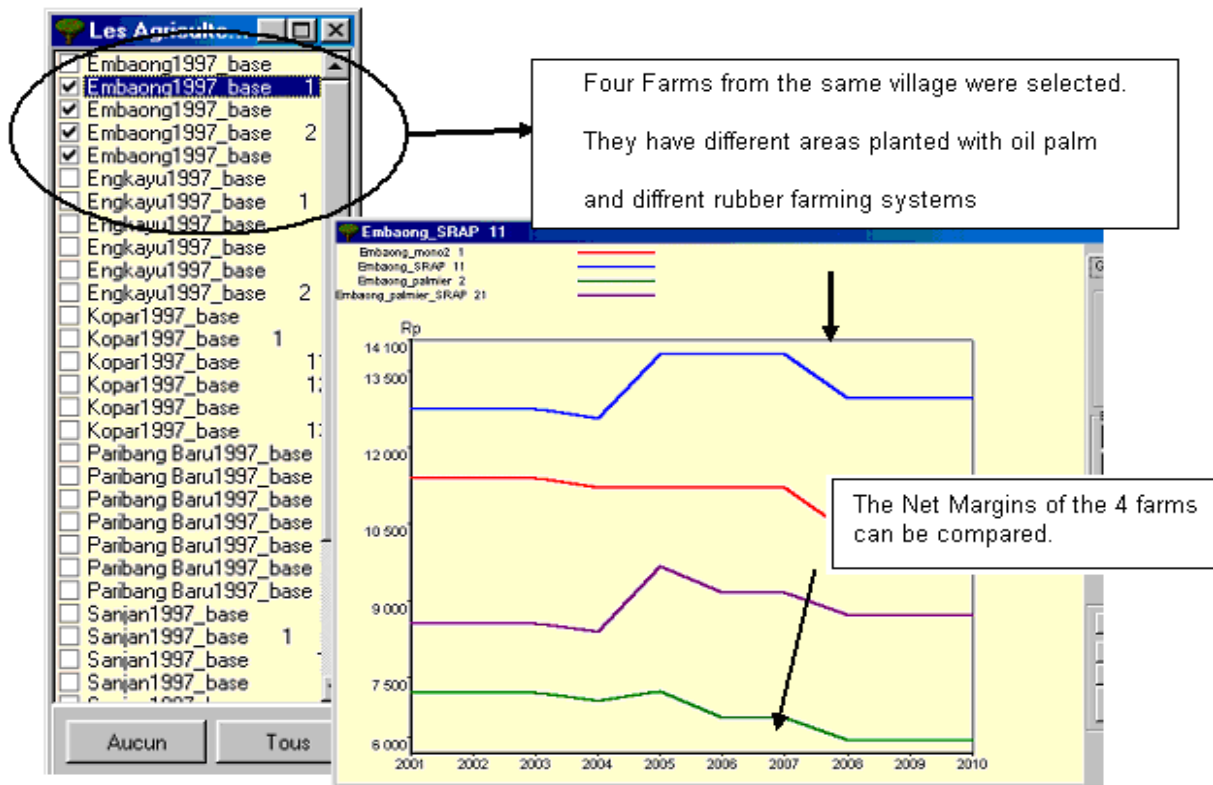 Les Agriculte...
Embaong1997_base
Embaong1997_base 1
Embaong1997_base
Embaong1997_base 2
Embaong1997_base
Engkayu1997_base
Engkayu1997_base 1
Engkayu1997_base
Engkayu1997_base
Engkayu1997_base
Engkayu1997_base 2
Kopar1997_base
Kopar1997_base 1
Kopar1997_base 1
Kopar1997_base 1
Kopar1997_base
Kopar1997_base 1
Paribang Baru1997_base
Paribang Baru1997_base
Paribang Baru1997_base
Paribang Baru1997_base
Paribang Baru1997_base
Paribang Baru1997_base
Paribang Baru1997_base
Sanjan1997_base
Sanjan1997_base 1
Sanjan1997_base
Sanjan1997_base
Aucun Tous
Four Farms from the same village were selected.
They have different areas planted with oil palm
and diffrent rubber farming systems
Embaong_SRAP 11
Embaong_mono2 1
Embaong_SRAP 11
Embaong_palmier 2
Embaong_palmier_SRAP 21
Rp
14 100
13 500
12 000
10 500
9 000
7 500
6 000
2001 2002 2003 2004 2005 2006 2007 2008 2009 2010
The Net Margins of the 4 farms
can be compared.